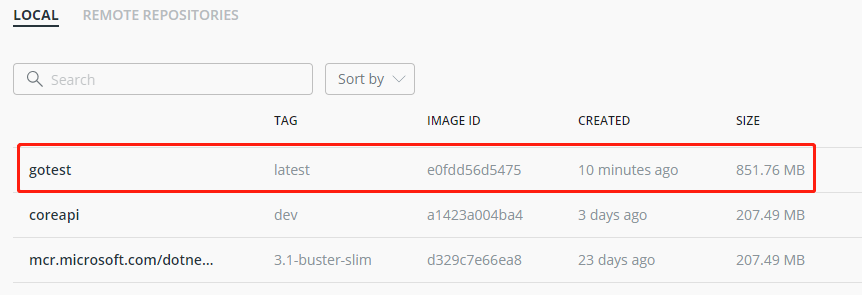 LOCAL REMOTE REPOSITORIES
Search Sort by
TAG IMAGE ID CREATED SIZE
gotest latest e0fdd56d5475 10 minutes ago 851.76 MB
coreapi dev a1423a004ba4 3 days ago 207.49 MB
mcr.microsoft.com/dotne... 3.1-buster-slim d329c7e66ea8 23 days ago 207.49 MB